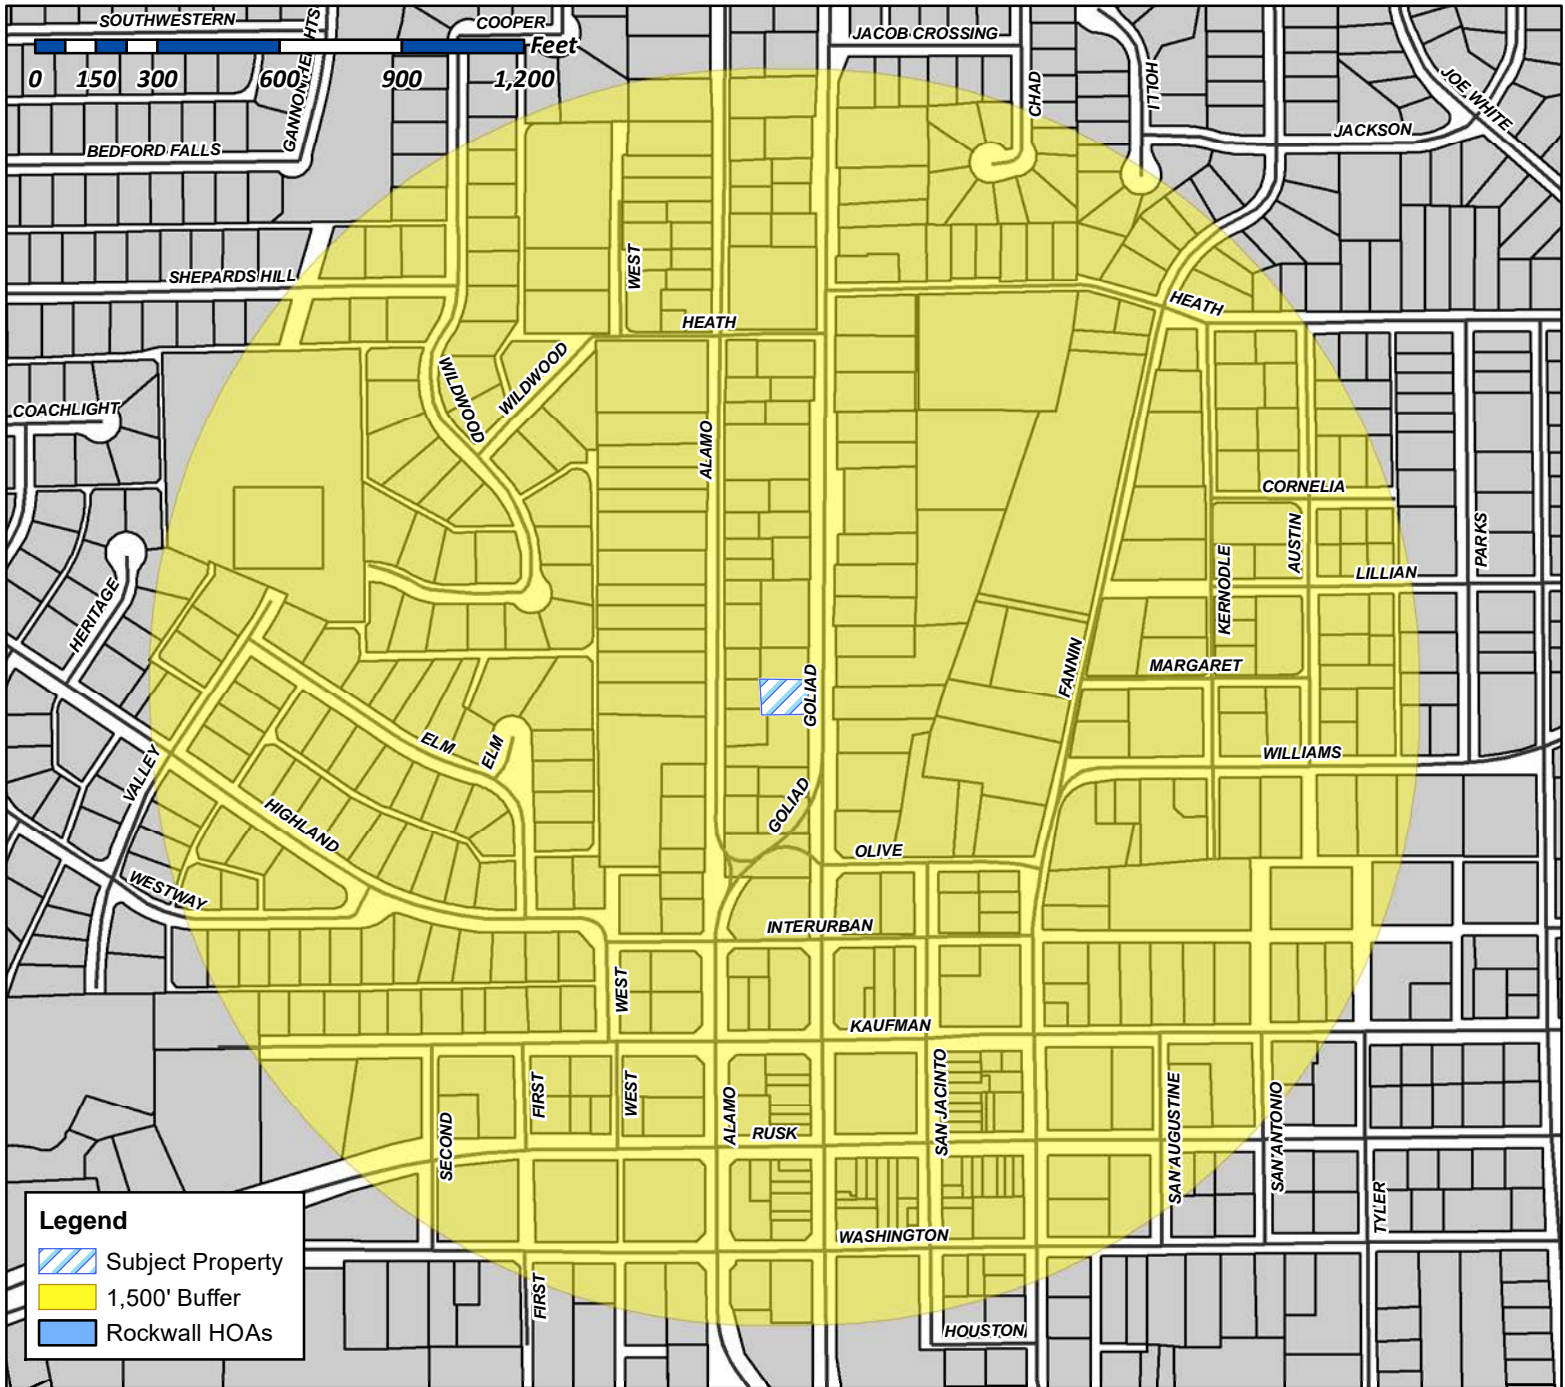 SOUTHWESTERN
COOPER
JACOB CROSSING
Feet
0 150 300 600 900 1,200
CHAD
HOLLI
JOE WHITE
JACKSON
BEDFORD FALLS
SHEPARDS HILL
WEST
HEATH
HEATH
WILDWOOD
WILDWOOD
COACHLIGHT
ALAMO
CORNELIA
AUSTIN
PARKS
KERNODLE
LILLIAN
HERITAGE
MARGARET
FANNIN
GOLIAD
ELM
ELM
WILLIAMS
VALLEY
HIGHLAND
GOLIAD
OLIVE
WESTWAY
INTERURBAN
WEST
KAUFMAN
FIRST
WEST
ALAMO
SAN JACINTO
SECOND
RUSK
SAN AUGUSTINE
SAN ANTONIO
TYLER
WASHINGTON
FIRST
HOUSTON
Legend
Subject Property
1,500' Buffer
Rockwall HOAs